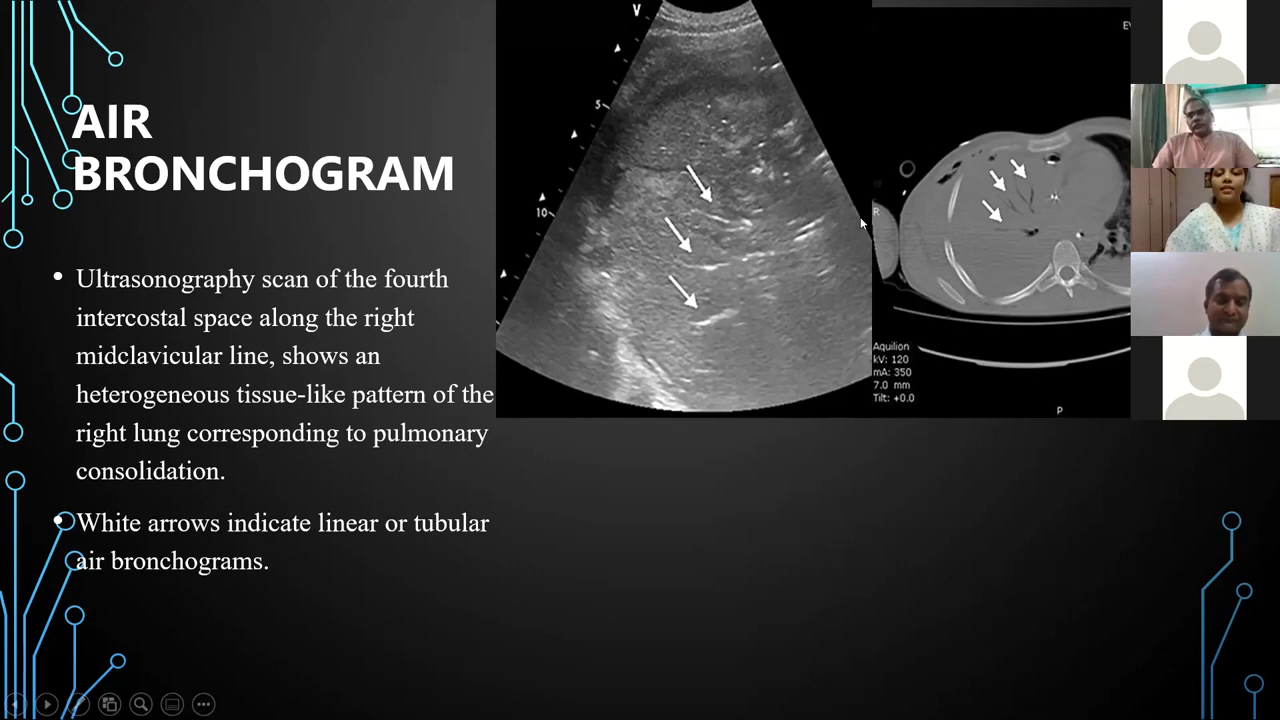 AIR
BRONCHOGRAM
• Ultrasonography scan of the fourth
intercostal space along the right
midclavicular line, shows an
heterogeneous tissue-like pattern of the
right lung corresponding to pulmonary
consolidation.
• White arrows indicate linear or tubular
air bronchograms.
V
5
10
R
Aquilion
kV: 120
mA: 350
7.0 mm
Tilt: +0.0
P